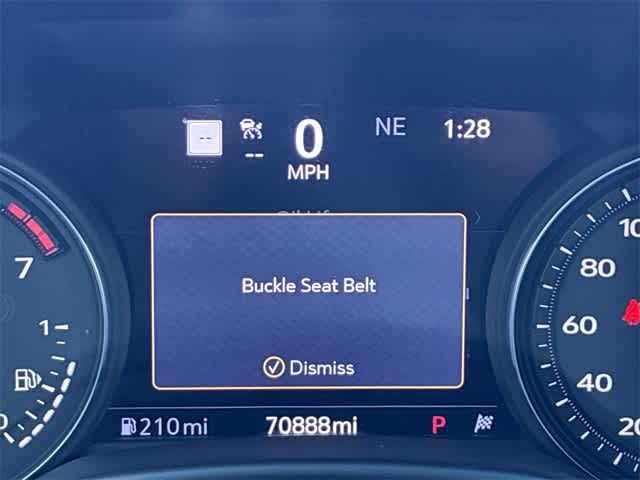 -- -- 0 NE 1:28
MPH
7
1
Buckle Seat Belt
Dismiss
80
60
40
210mi 70888mi P